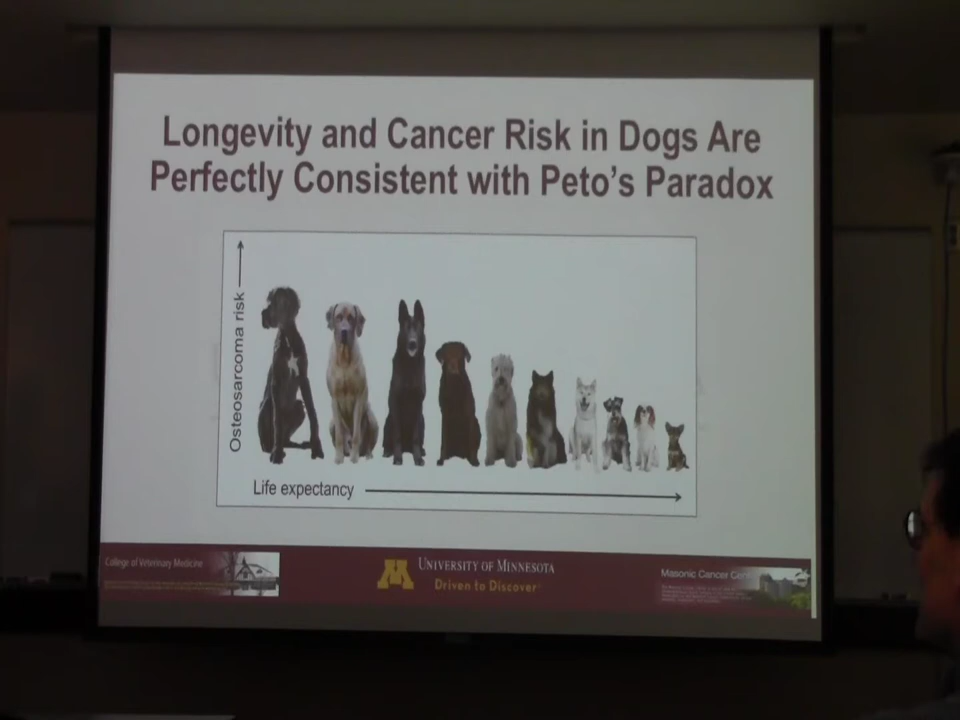 Longevity and Cancer Risk in Dogs Are
Perfectly Consistent with Peto's Paradox
Osteosarcoma risk
Life expectancy
College of Veterinary Medicine
UNIVERSITY OF MINNESOTA
Driven to Discover
Masonic Cancer